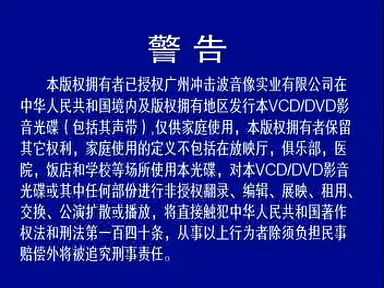 警告
本版权拥有者已授权广州冲击波音像实业有限公司在
中华人民共和国境内及版权拥有地区发行本VCD/DVD影
音光碟（包括其声带）,仅供家庭使用，本版权拥有者保留
其它权利，家庭使用的定义不包括在放映厅，俱乐部，医
院，饭店和学校等场所使用本光碟，对本VCD/DVD影音
光碟或其中任何部份进行非授权翻录、编辑、展映、租用、
交换、公演扩散或播放，将直接触犯中华人民共和国著作
权法和刑法第一百四十条，从事以上行为者除须负担民事
赔偿外将被追究刑事责任。